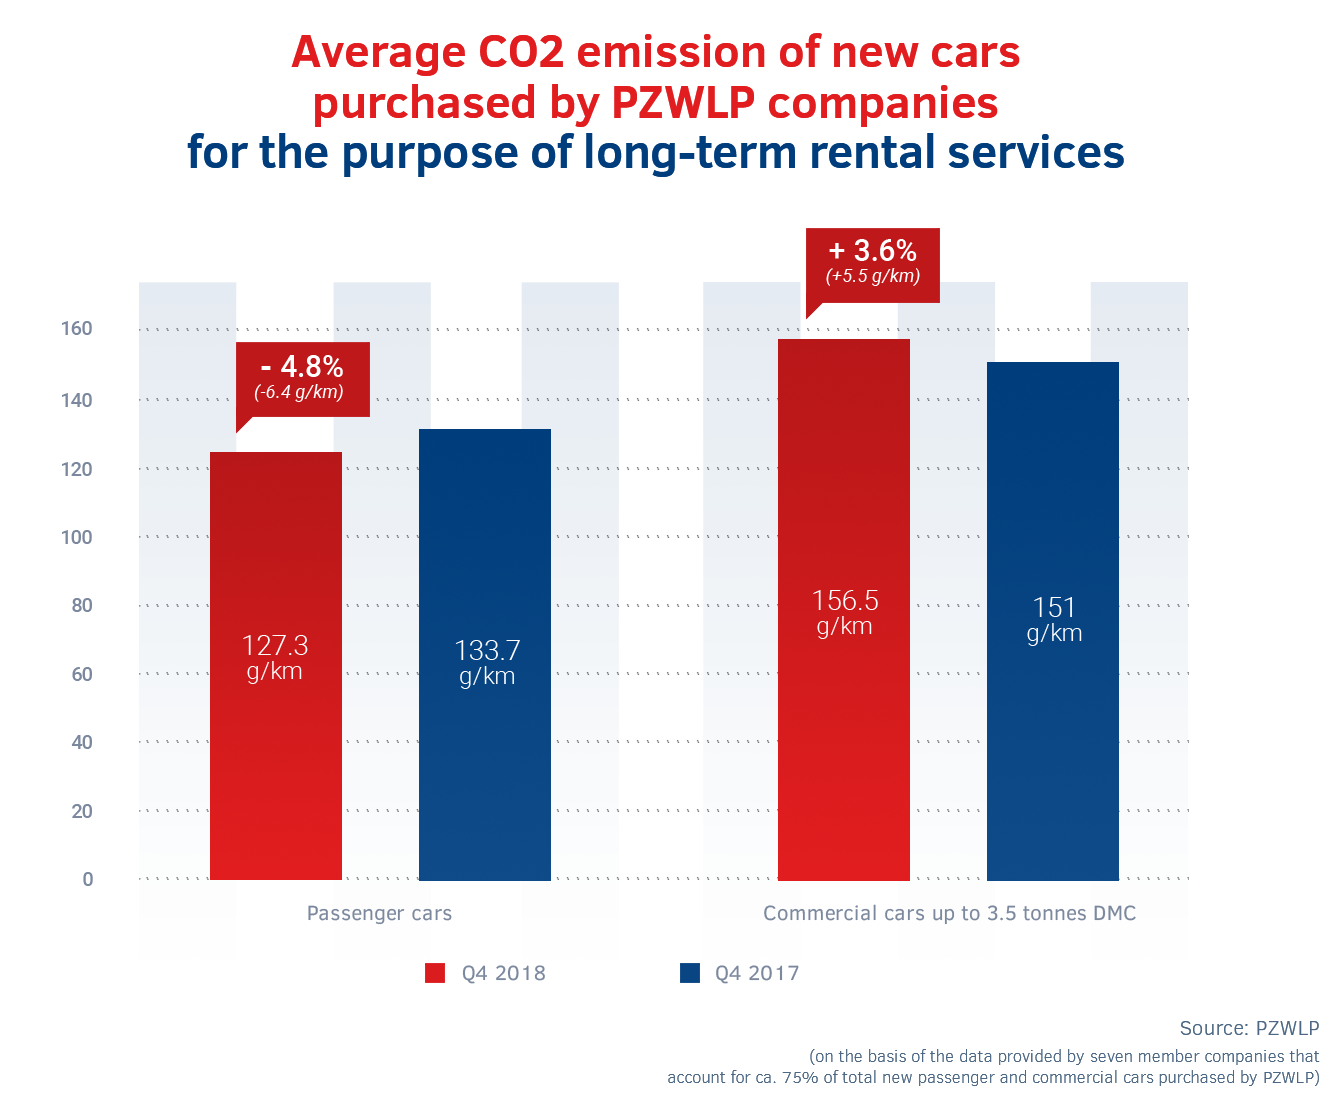 Average CO2 emission of new cars
purchased by PZWLP companies
for the purpose of long-term rental services
+ 3.6%
(+5.5 g/km)
- 4.8%
(-6.4 g/km)
160
140
120
100
80
60
40
20
0
127.3
g/km
133.7
g/km
156.5
g/km
151
g/km
Passenger cars
Commercial cars up to 3.5 tonnes DMC
Q4 2018
Q4 2017
Source: PZWLP
(on the basis of the data provided by seven member companies that
account for ca. 75% of total new passenger and commercial cars purchased by PZWLP)